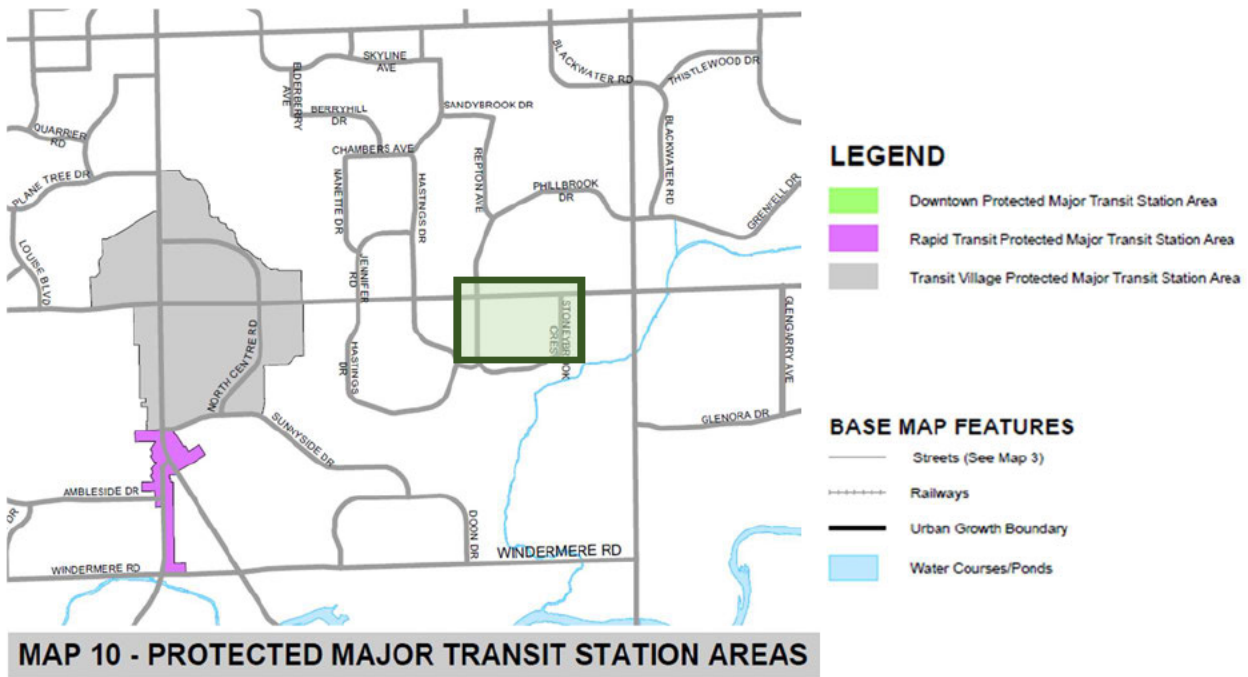 SKYLINE
AVE
ELDERBERRY
AVE
BERRYHILL
DR
SANDYBROOK DR
BLACKWATER RD
THISTLEWOOD DR
BLACKWATER RD
QUARRIER
RD
CHAMBERS AVE
PLANE TREE DR
NANETTE DR
HASTINGS DR
REPTON AVE
PHILLBROOK
DR
GRENFELL DR
LOUISE BLVD
JENNIFER
RD
STONEYBROOK
CRES
NORTH CENTRE RD
HASTINGS
DR
GLENGARRY AVE
SUNNYSIDE DR
GLENORA DR
AMBLESIDE DR
DR
DOON DR
WINDERMERE RD
WINDERMERE RD
MAP 10 - PROTECTED MAJOR TRANSIT STATION AREAS
LEGEND
Downtown Protected Major Transit Station Area
Rapid Transit Protected Major Transit Station Area
Transit Village Protected Major Transit Station Area
BASE MAP FEATURES
Streets (See Map 3)
Railways
Urban Growth Boundary
Water Courses/Ponds